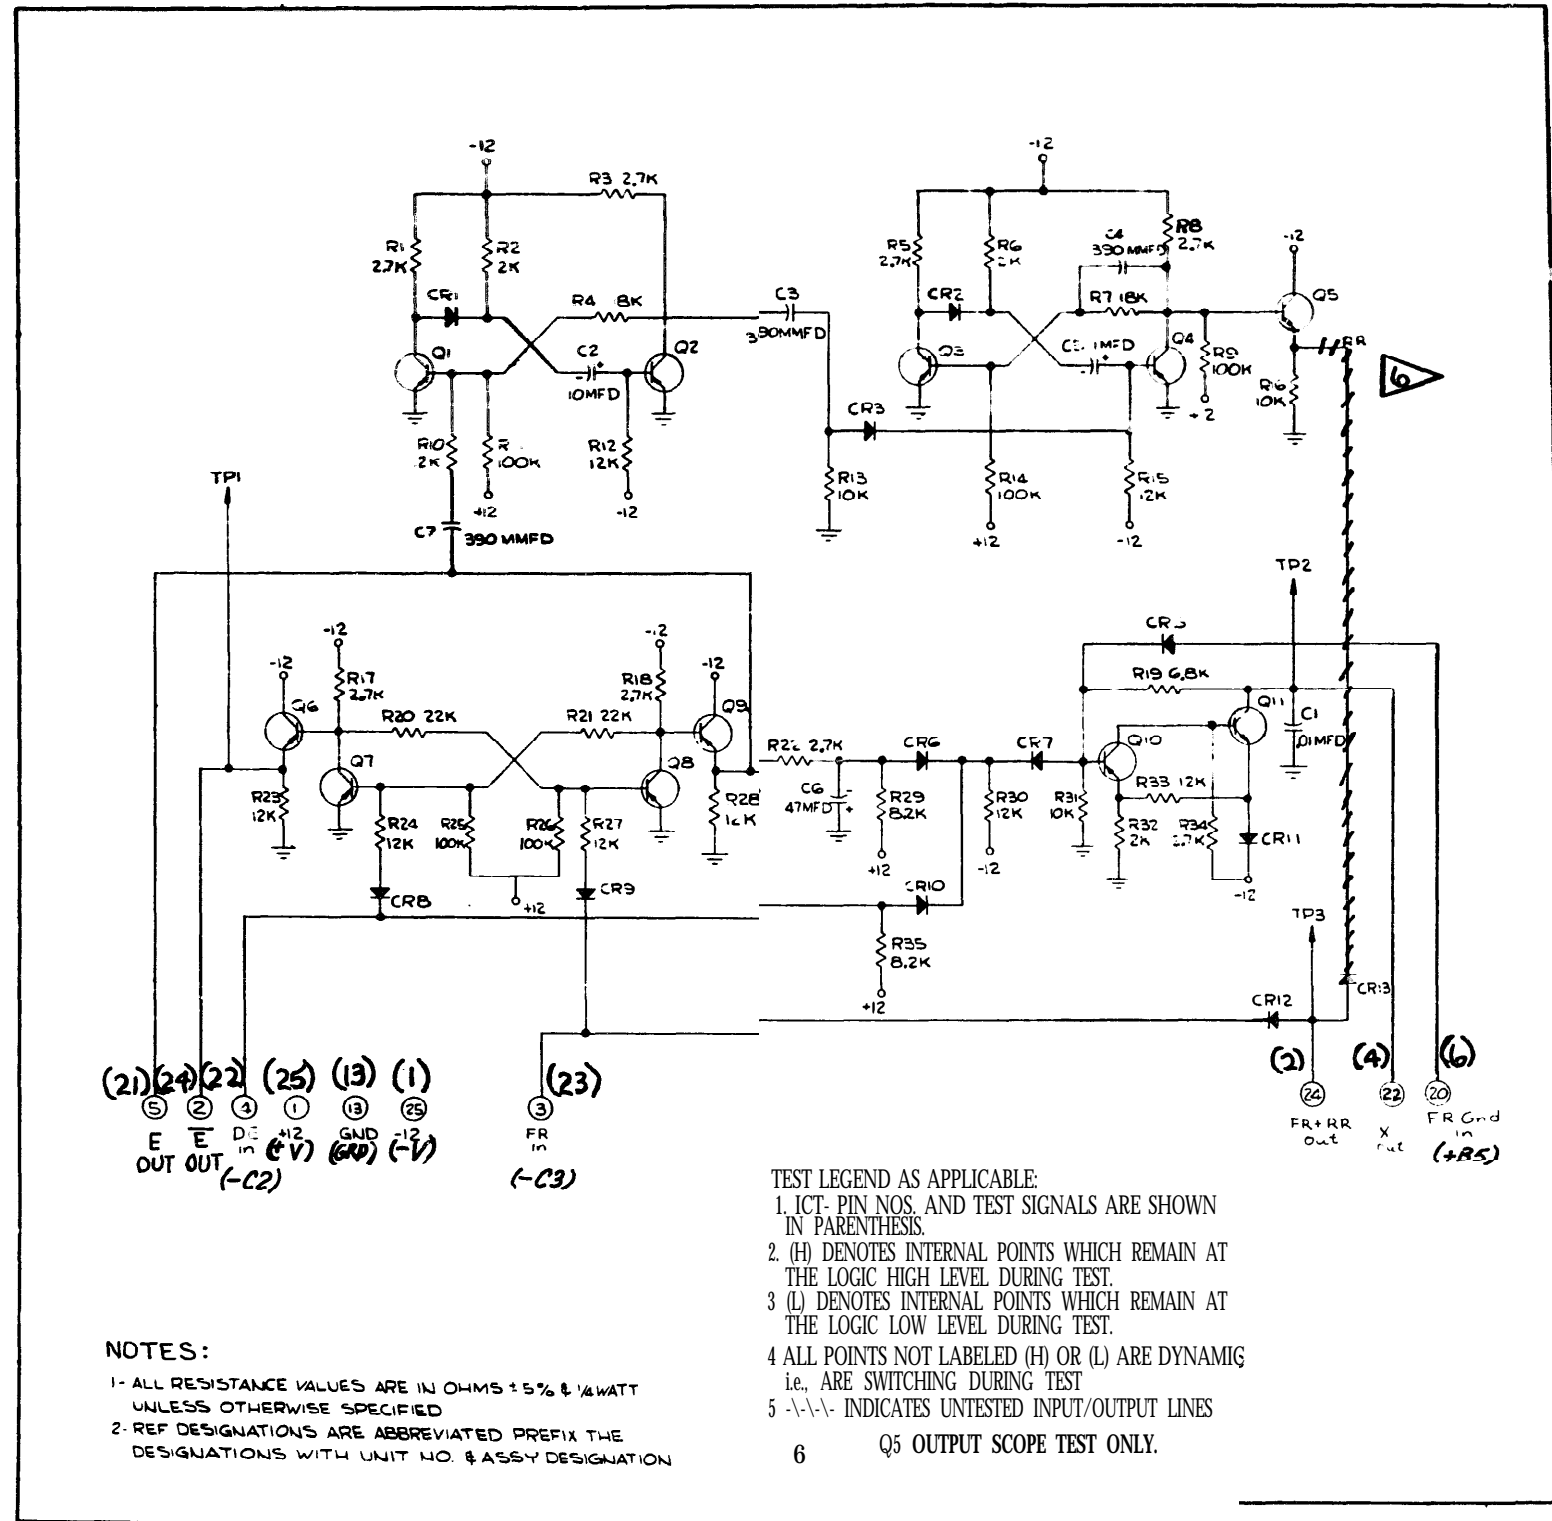 -12
-12
R3 2.7K
R1
2.7K
R2
2K
CR1
R4 8K
C2
-
+
10MFD
Q1
Q2
R10
2K
R
100K
R12
12K
+12
-12
C7
390 MMFD
TP1
C3
390MMFD
CR3
R13
10K
R5
2.7K
R6
2K
C4
390 MMFD
R8
2.7K
CR2
R7 18K
-12
Q5
Q3
C5 .1MFD
-
+
Q4
R9
100K
+ 2
RR
R16
10K
6
R14
100K
R15
12K
+12
-12
TP2
-12
-12
R17
2.7K
Q6
-12
R18
2.7K
-12
Q9
R20 22K
R21 22K
Q7
Q8
R23
12K
R24
12K
R25
100K
R26
100K
R27
12K
R28
CR8
+12
CR9
CR
R19 6.8K
Q11
C1
.01MFD
R22 2.7K
CR6
CR7
Q10
C6
47MFD
-
+
R29
8.2K
R30
12K
R31
10K
R33 12K
R32
2K
R34
2.7K
CR11
+12
-12
-12
CR10
R35
8.2K
+12
TP3
CR12
CR13
(21) (24) (22) (25) (13) (1) (23) (2) (4) (6)
5 2 4 1 13 25 3 24 22 20
E
OUT
E
OUT
in
(-C2)
+12
(+V)
GND
(GRD)
-12
(-V)
FR
in
(-C3)
FR+RR
Out
X
FR Gnd
in
(+B5)
TEST LEGEND AS APPLICABLE:
1. ICT- PIN NOS. AND TEST SIGNALS ARE SHOWN
IN PARENTHESIS.
2. (H) DENOTES INTERNAL POINTS WHICH REMAIN AT
THE LOGIC HIGH LEVEL DURING TEST.
3 (L) DENOTES INTERNAL POINTS WHICH REMAIN AT
THE LOGIC LOW LEVEL DURING TEST.
4 ALL POINTS NOT LABELED (H) OR (L) ARE DYNAMIC,
i.e., ARE SWITCHING DURING TEST
5 -\-\-\- INDICATES UNTESTED INPUT/OUTPUT LINES
6 Q5 OUTPUT SCOPE TEST ONLY.
NOTES:
1- ALL RESISTANCE VALUES ARE IN OHMS ±5% & 1/4 WATT
UNLESS OTHERWISE SPECIFIED
2- REF DESIGNATIONS ARE ABBREVIATED PREFIX THE
DESIGNATIONS WITH UNIT NO. & ASSY DESIGNATION